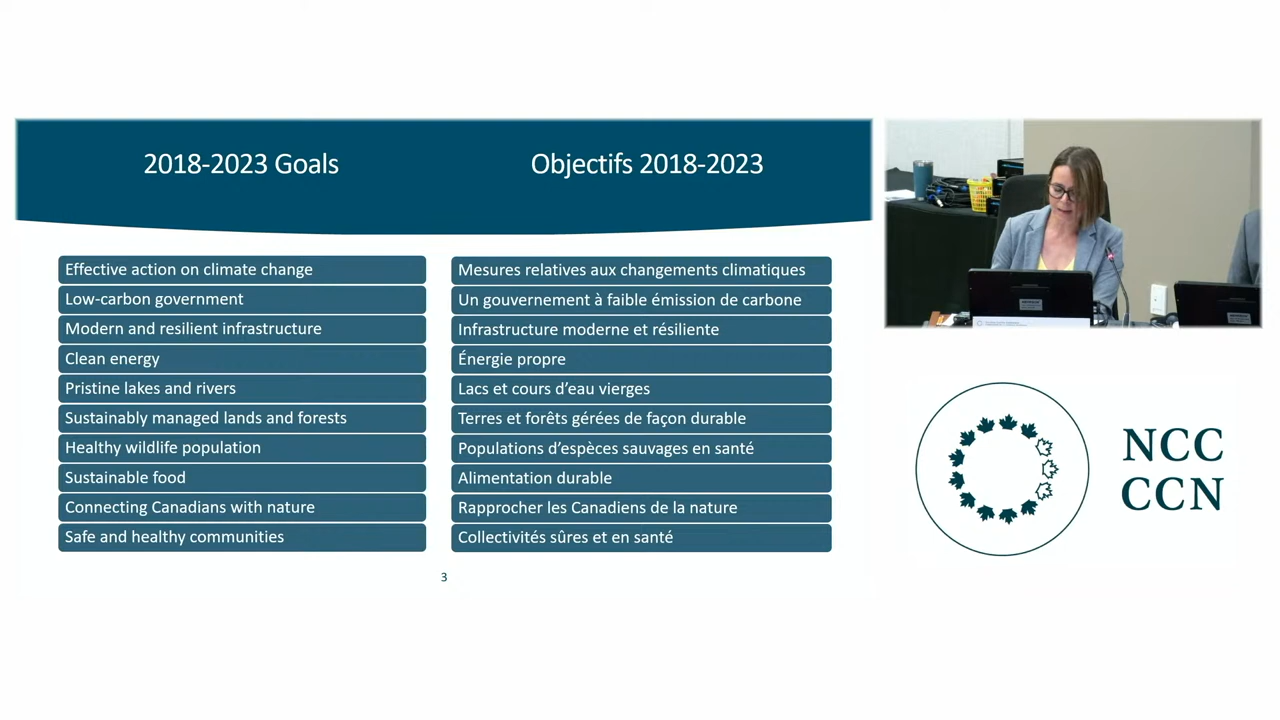 2018-2023 Goals
Objectifs 2018-2023
Effective action on climate change
Low-carbon government
Modern and resilient infrastructure
Clean energy
Pristine lakes and rivers
Sustainably managed lands and forests
Healthy wildlife population
Sustainable food
Connecting Canadians with nature
Safe and healthy communities
Mesures relatives aux changements climatiques
Un gouvernement à faible émission de carbone
Infrastructure moderne et résiliente
Énergie propre
Lacs et cours d’eau vierges
Terres et forêts gérées de façon durable
Populations d’espèces sauvages en santé
Alimentation durable
Rapprocher les Canadiens de la nature
Collectivités sûres et en santé
3
NCC
CCN